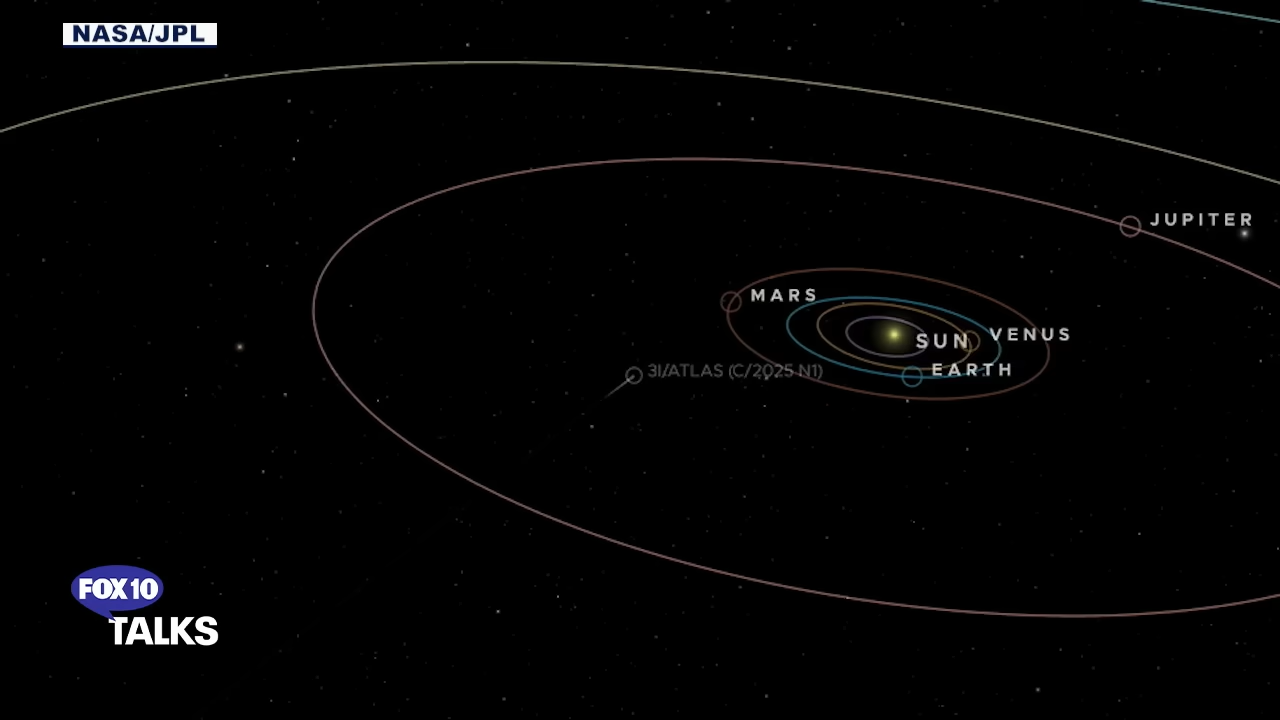 NASA/JPL
JUPITER
MARS
SUN
VENUS
EARTH
3I/ATLAS (C/2025 N1)
FOX 10
TALKS